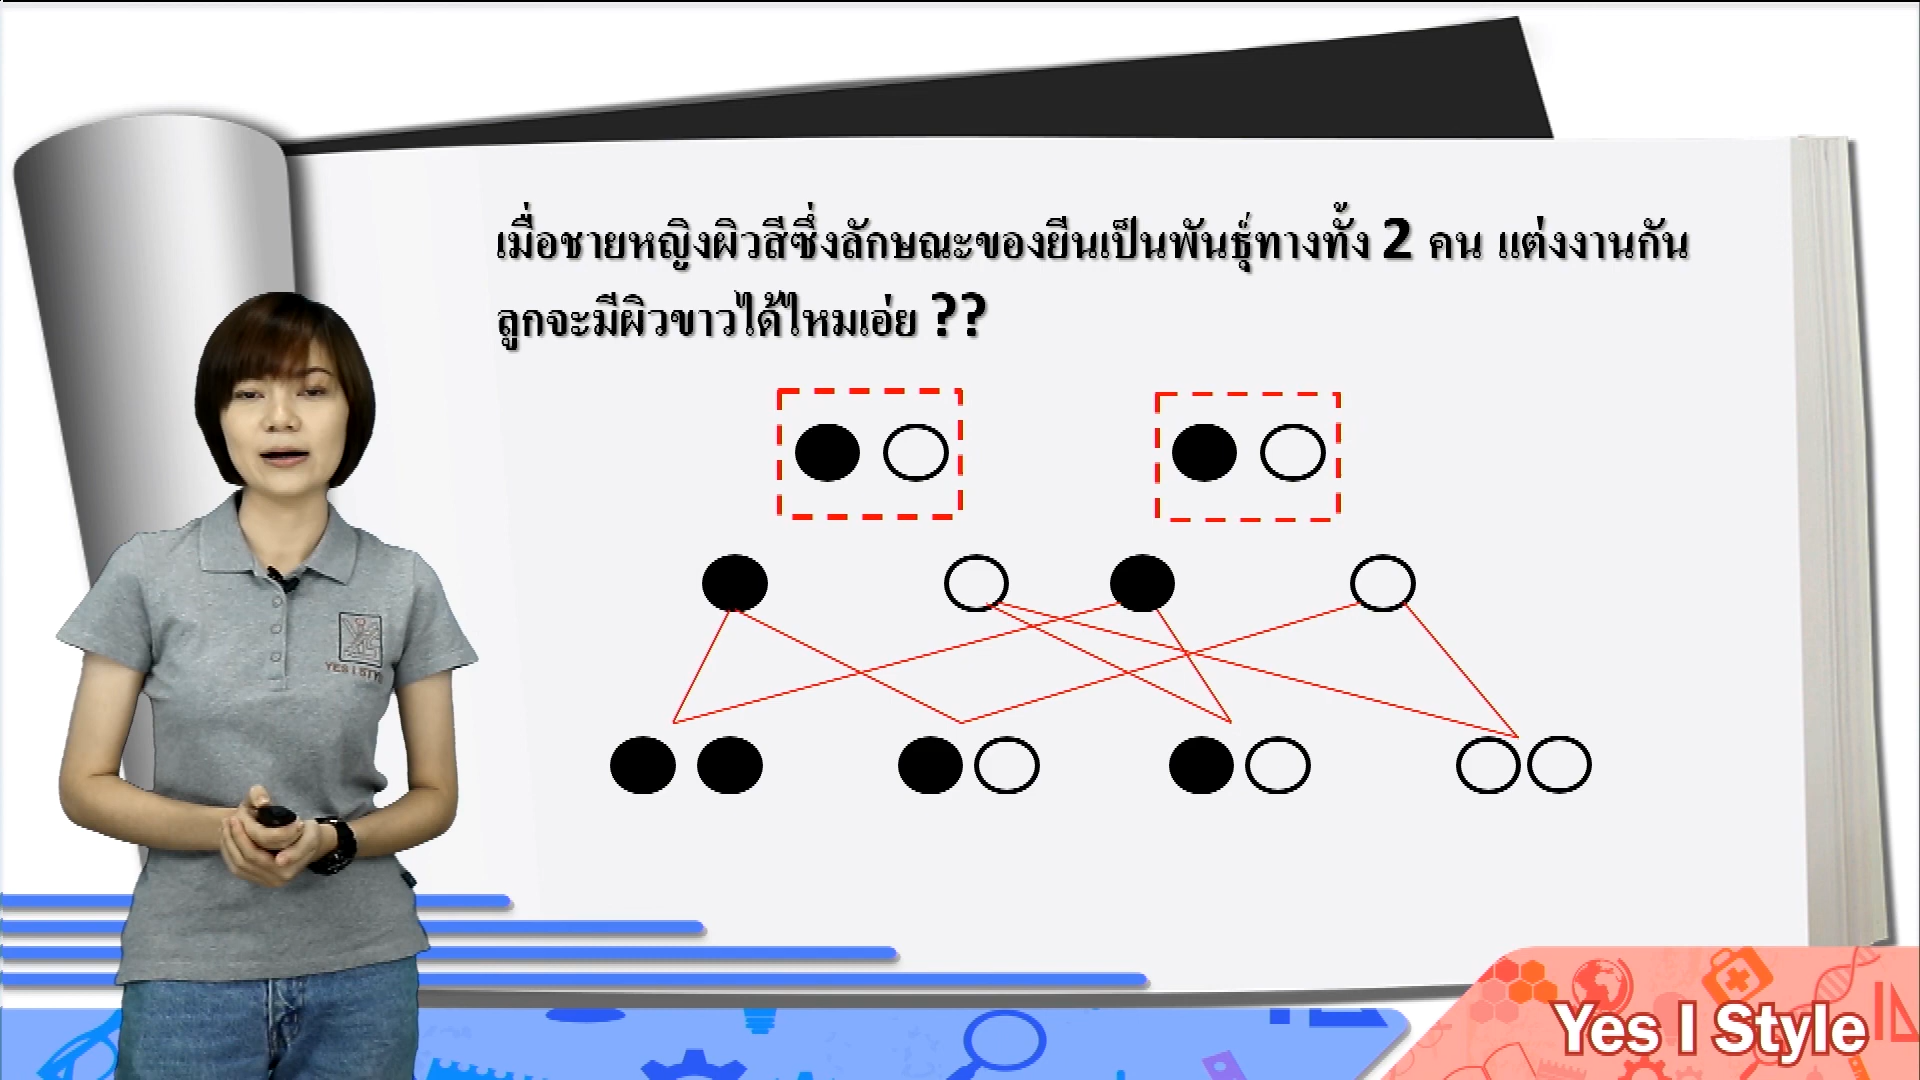 เมื่อชายหญิงผิวสีซึ่งลักษณะของยีนเป็นพันธุ์ทางทั้ง 2 คน แต่งงานกัน
ลูกจะมีผิวขาวได้ไหมเอ่ย ??
YES I STYLE
Yes I Style